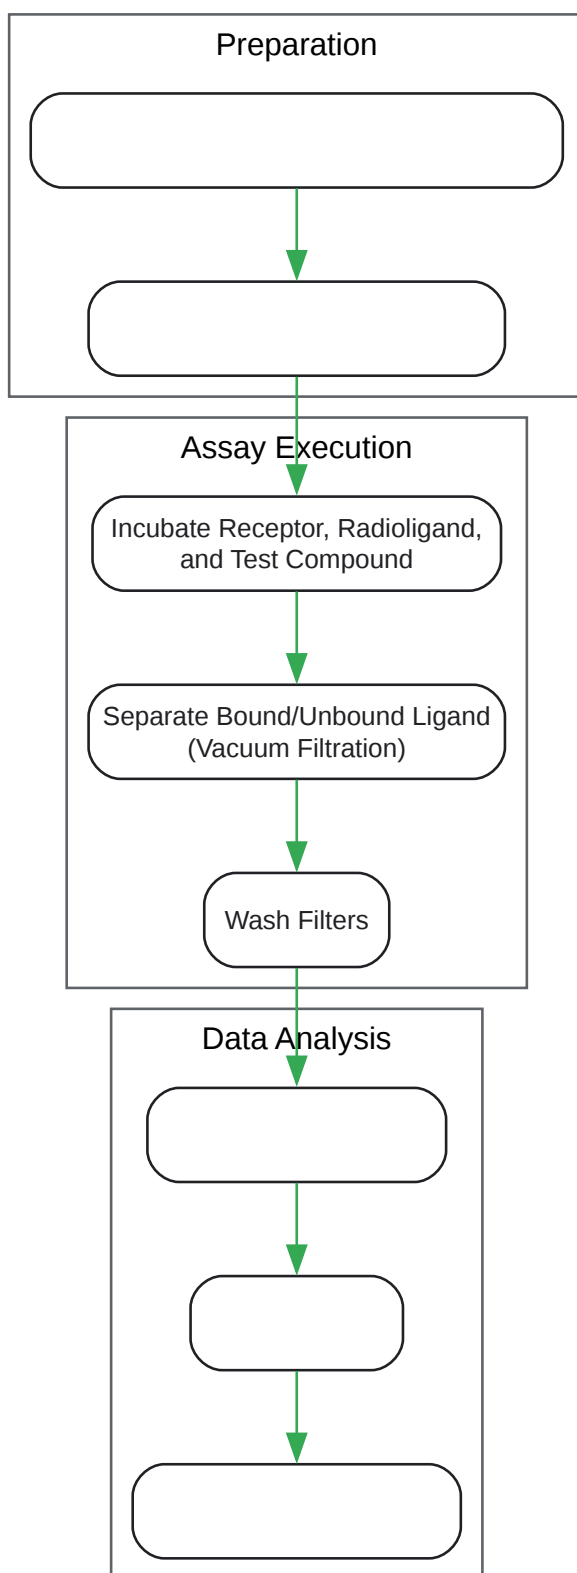 Preparation
Assay Execution
Incubate Receptor, Radioligand,
and Test Compound
Separate Bound/Unbound Ligand
(Vacuum Filtration)
Wash Filters
Data Analysis